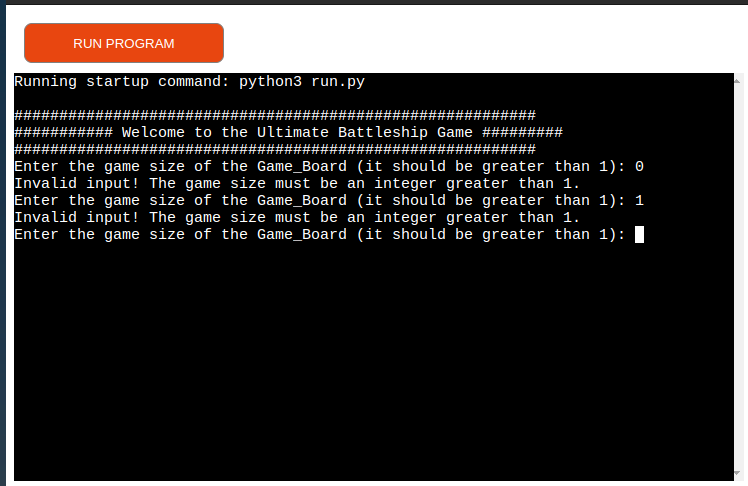 RUN PROGRAM
Running startup command: python3 run.py
##########################################################
########### Welcome to the Ultimate Battleship Game #########
##########################################################
Enter the game size of the Game_Board (it should be greater than 1): 0
Invalid input! The game size must be an integer greater than 1.
Enter the game size of the Game_Board (it should be greater than 1): 1
Invalid input! The game size must be an integer greater than 1.
Enter the game size of the Game_Board (it should be greater than 1):